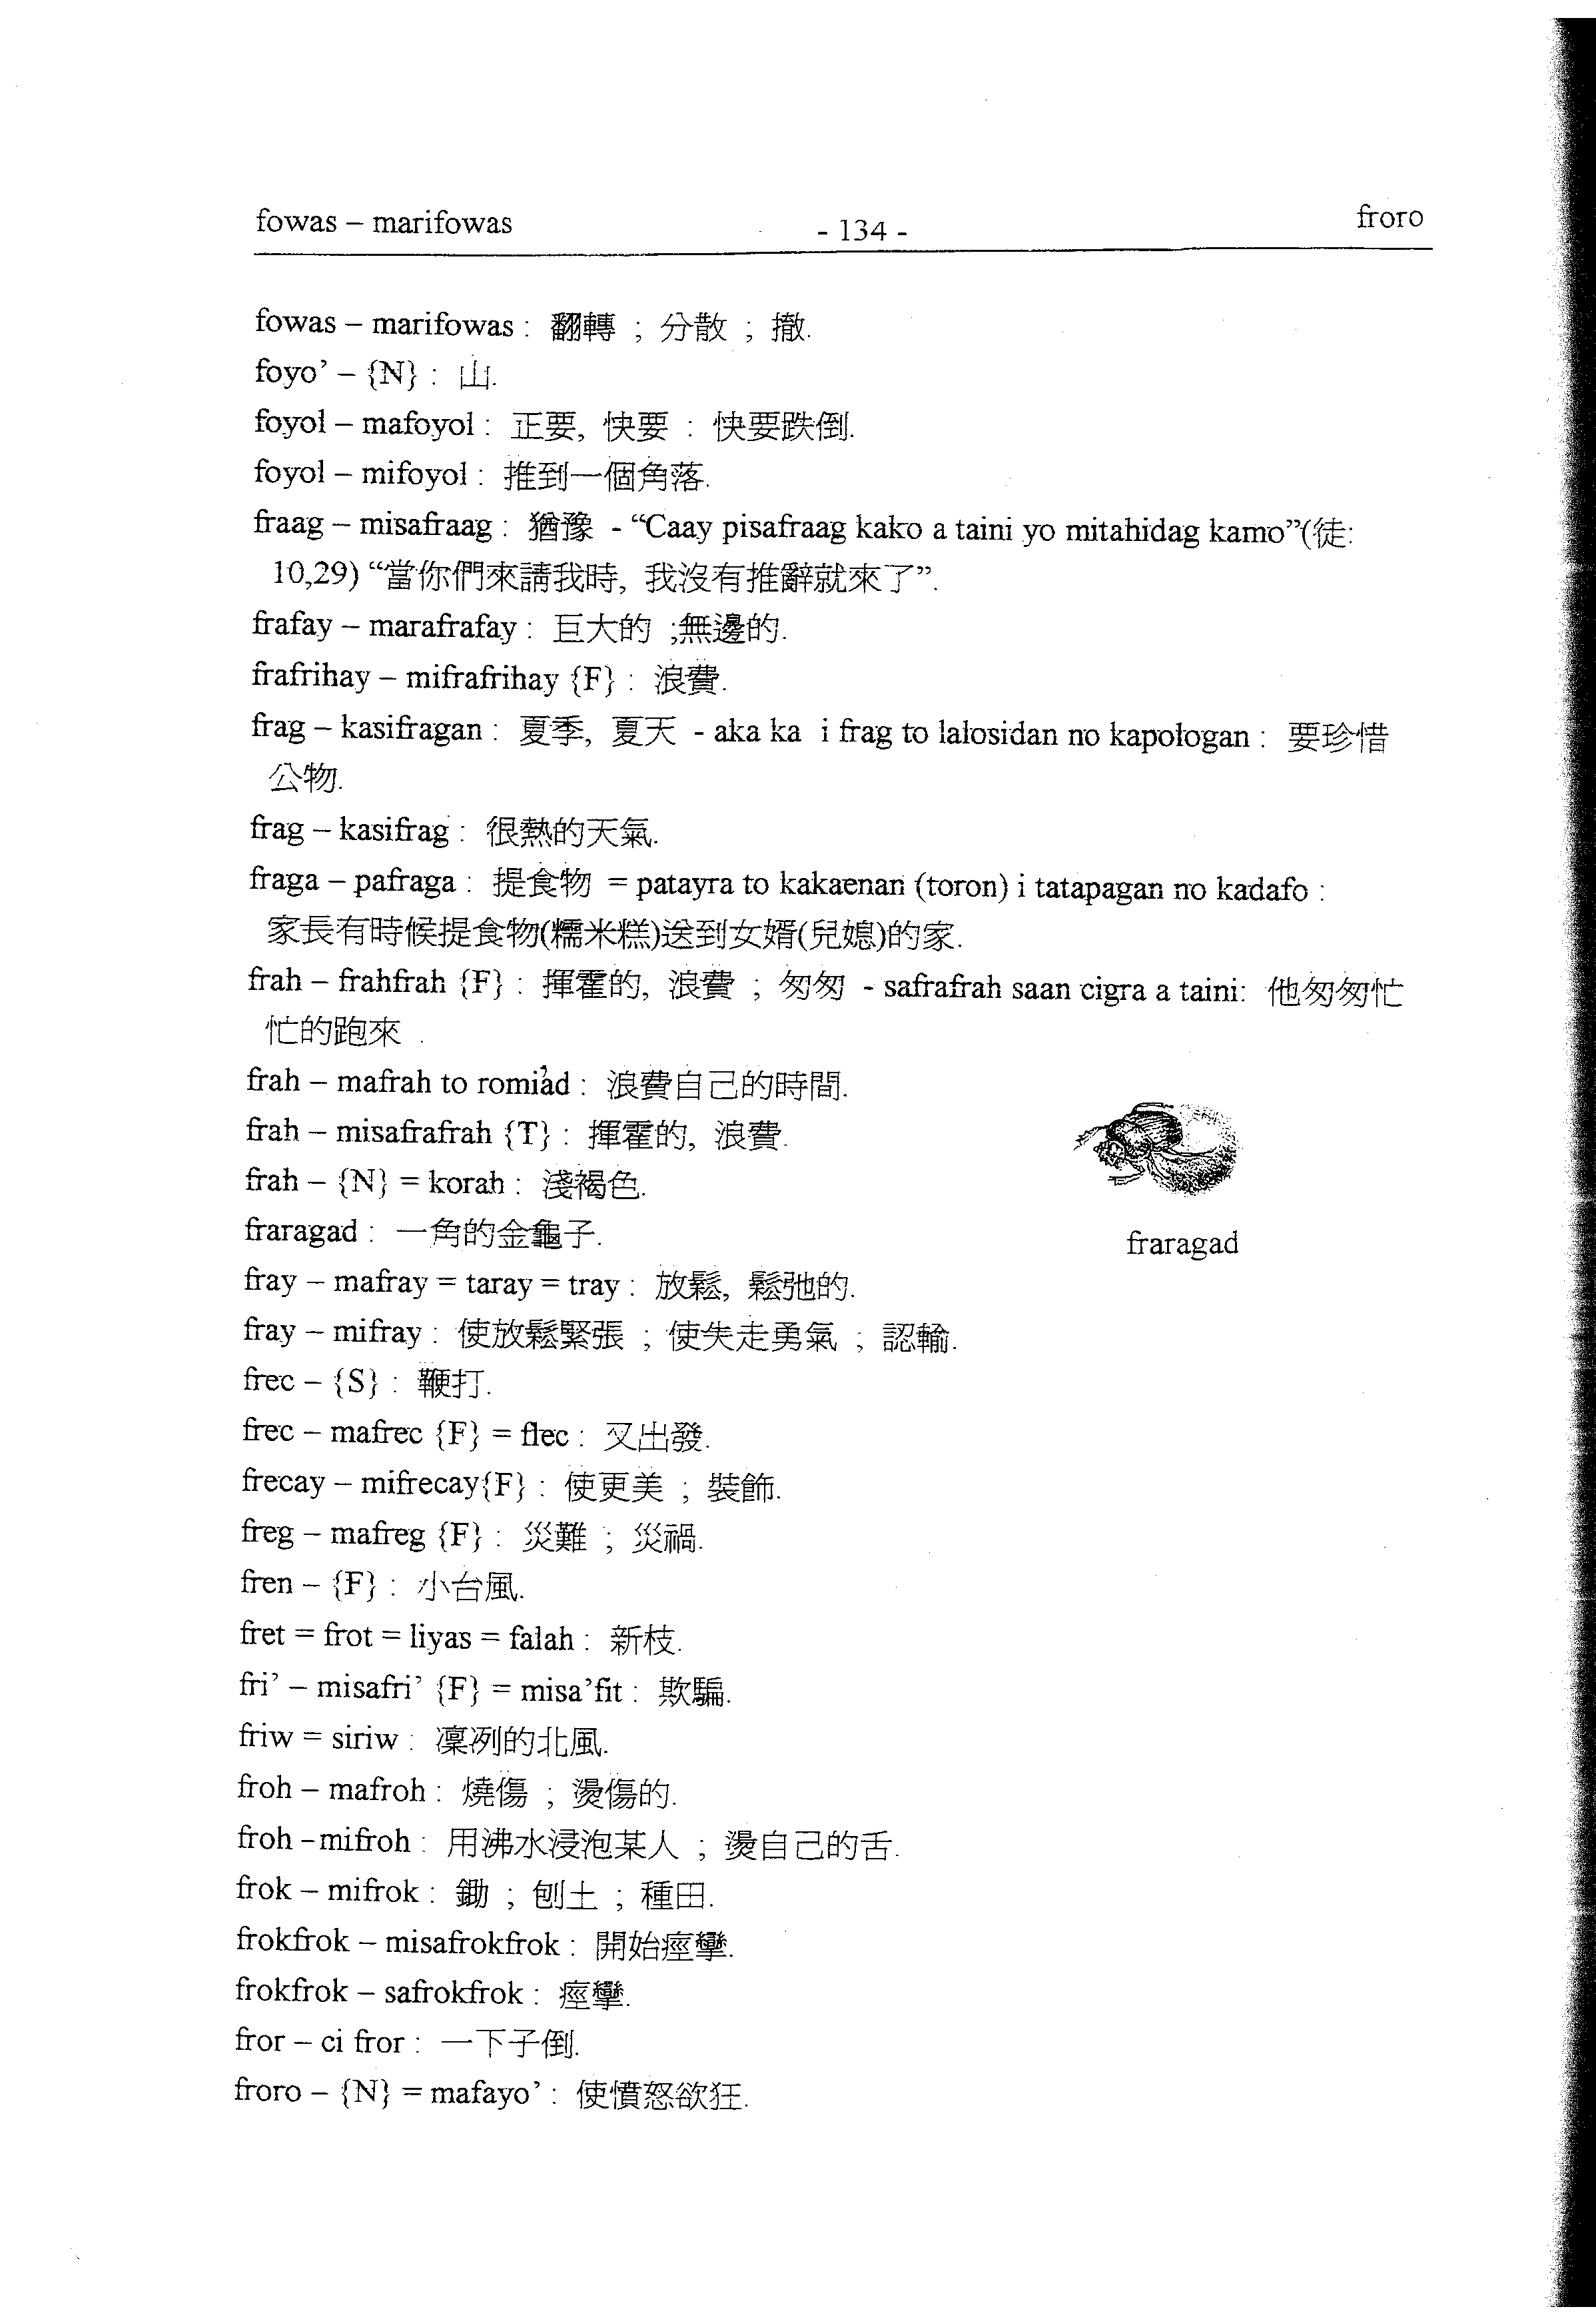 fowas – marifowas
- 134 -
froro
fowas – marifowas : 翻轉 ; 分散 ; 撤.
foyo’ – {N} : 山.
foyol – mafoyol : 正要, 快要 : 快要跌倒.
foyol – mifoyol : 推到一個角落.
fraag – misafraag : 猶豫 - “Caay pisafraag kako a taini yo mitahidag kamo”(徒:
10,29) “當你們來請我時, 我沒有推辭就來了”.
frafay – marafrafay : 巨大的 ;無邊的.
frafrihay – mifrafrihay {F} : 浪費.
frag – kasifragan : 夏季, 夏天 - aka ka i frag to lalosidan no kapologan : 要珍惜
公物.
frag – kasifrag : 很熱的天氣.
fraga – pafraga : 提食物 = patayra to kakaenan (toron) i tatapagan no kadafo :
家長有時候提食物(糯米糕)送到女婿(兒媳)的家.
frah – frahfrah {F} : 揮霍的, 浪費 ; 匆匆 - safrafrah saan cigra a taini: 他匆匆忙
忙的跑來 .
frah – mafrah to romi’ad : 浪費自己的時間.
frah – misafrafrah {T} : 揮霍的, 浪費.
frah – {N} = korah : 淺褐色.
fraragad : 一角的金龜子.
fraragad
fray – mafray = taray = tray : 放鬆, 鬆弛的.
fray – mifray : 使放鬆緊張 ; 使失走勇氣 ; 認輸.
frec – {S} : 鞭打.
frec – mafrec {F} = flec : 又出發.
frecay – mifrecay{F} : 使更美 ; 裝飾.
freg – mafreg {F} : 災難 ; 災禍.
fren – {F} : 小台風.
fret = frot = liyas = falah : 新枝.
fri’ – misafri’ {F} = misa’fit : 欺騙.
friw = siriw : 凜冽的北風.
froh – mafroh : 燒傷 ; 燙傷的.
froh –mifroh : 用沸水浸泡某人 ; 燙自己的舌.
frok – mifrok : 鋤 ; 刨土 ; 種田.
frokfrok – misafrokfrok : 開始痙攣.
frokfrok – safrokfrok : 痙攣.
fror – ci fror : 一下子倒.
froro – {N} = mafayo’ : 使憤怒欲狂.